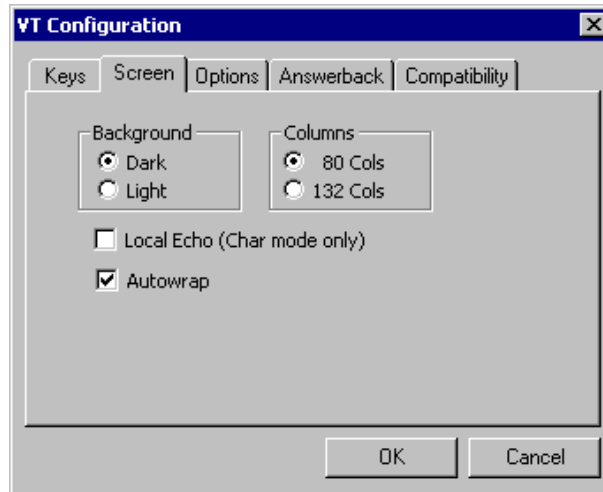 VT Configuration
Keys Screen Options Answerback Compatibility
Background Columns
Dark 80 Cols
Light 132 Cols
Local Echo (Char mode only)
Autowrap
OK Cancel